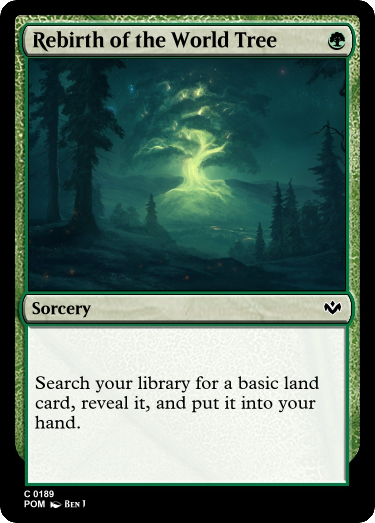 Rebirth of the World Tree
Sorcery
Search your library for a basic land
card, reveal it, and put it into your
hand.
C 0189
POM Ben J